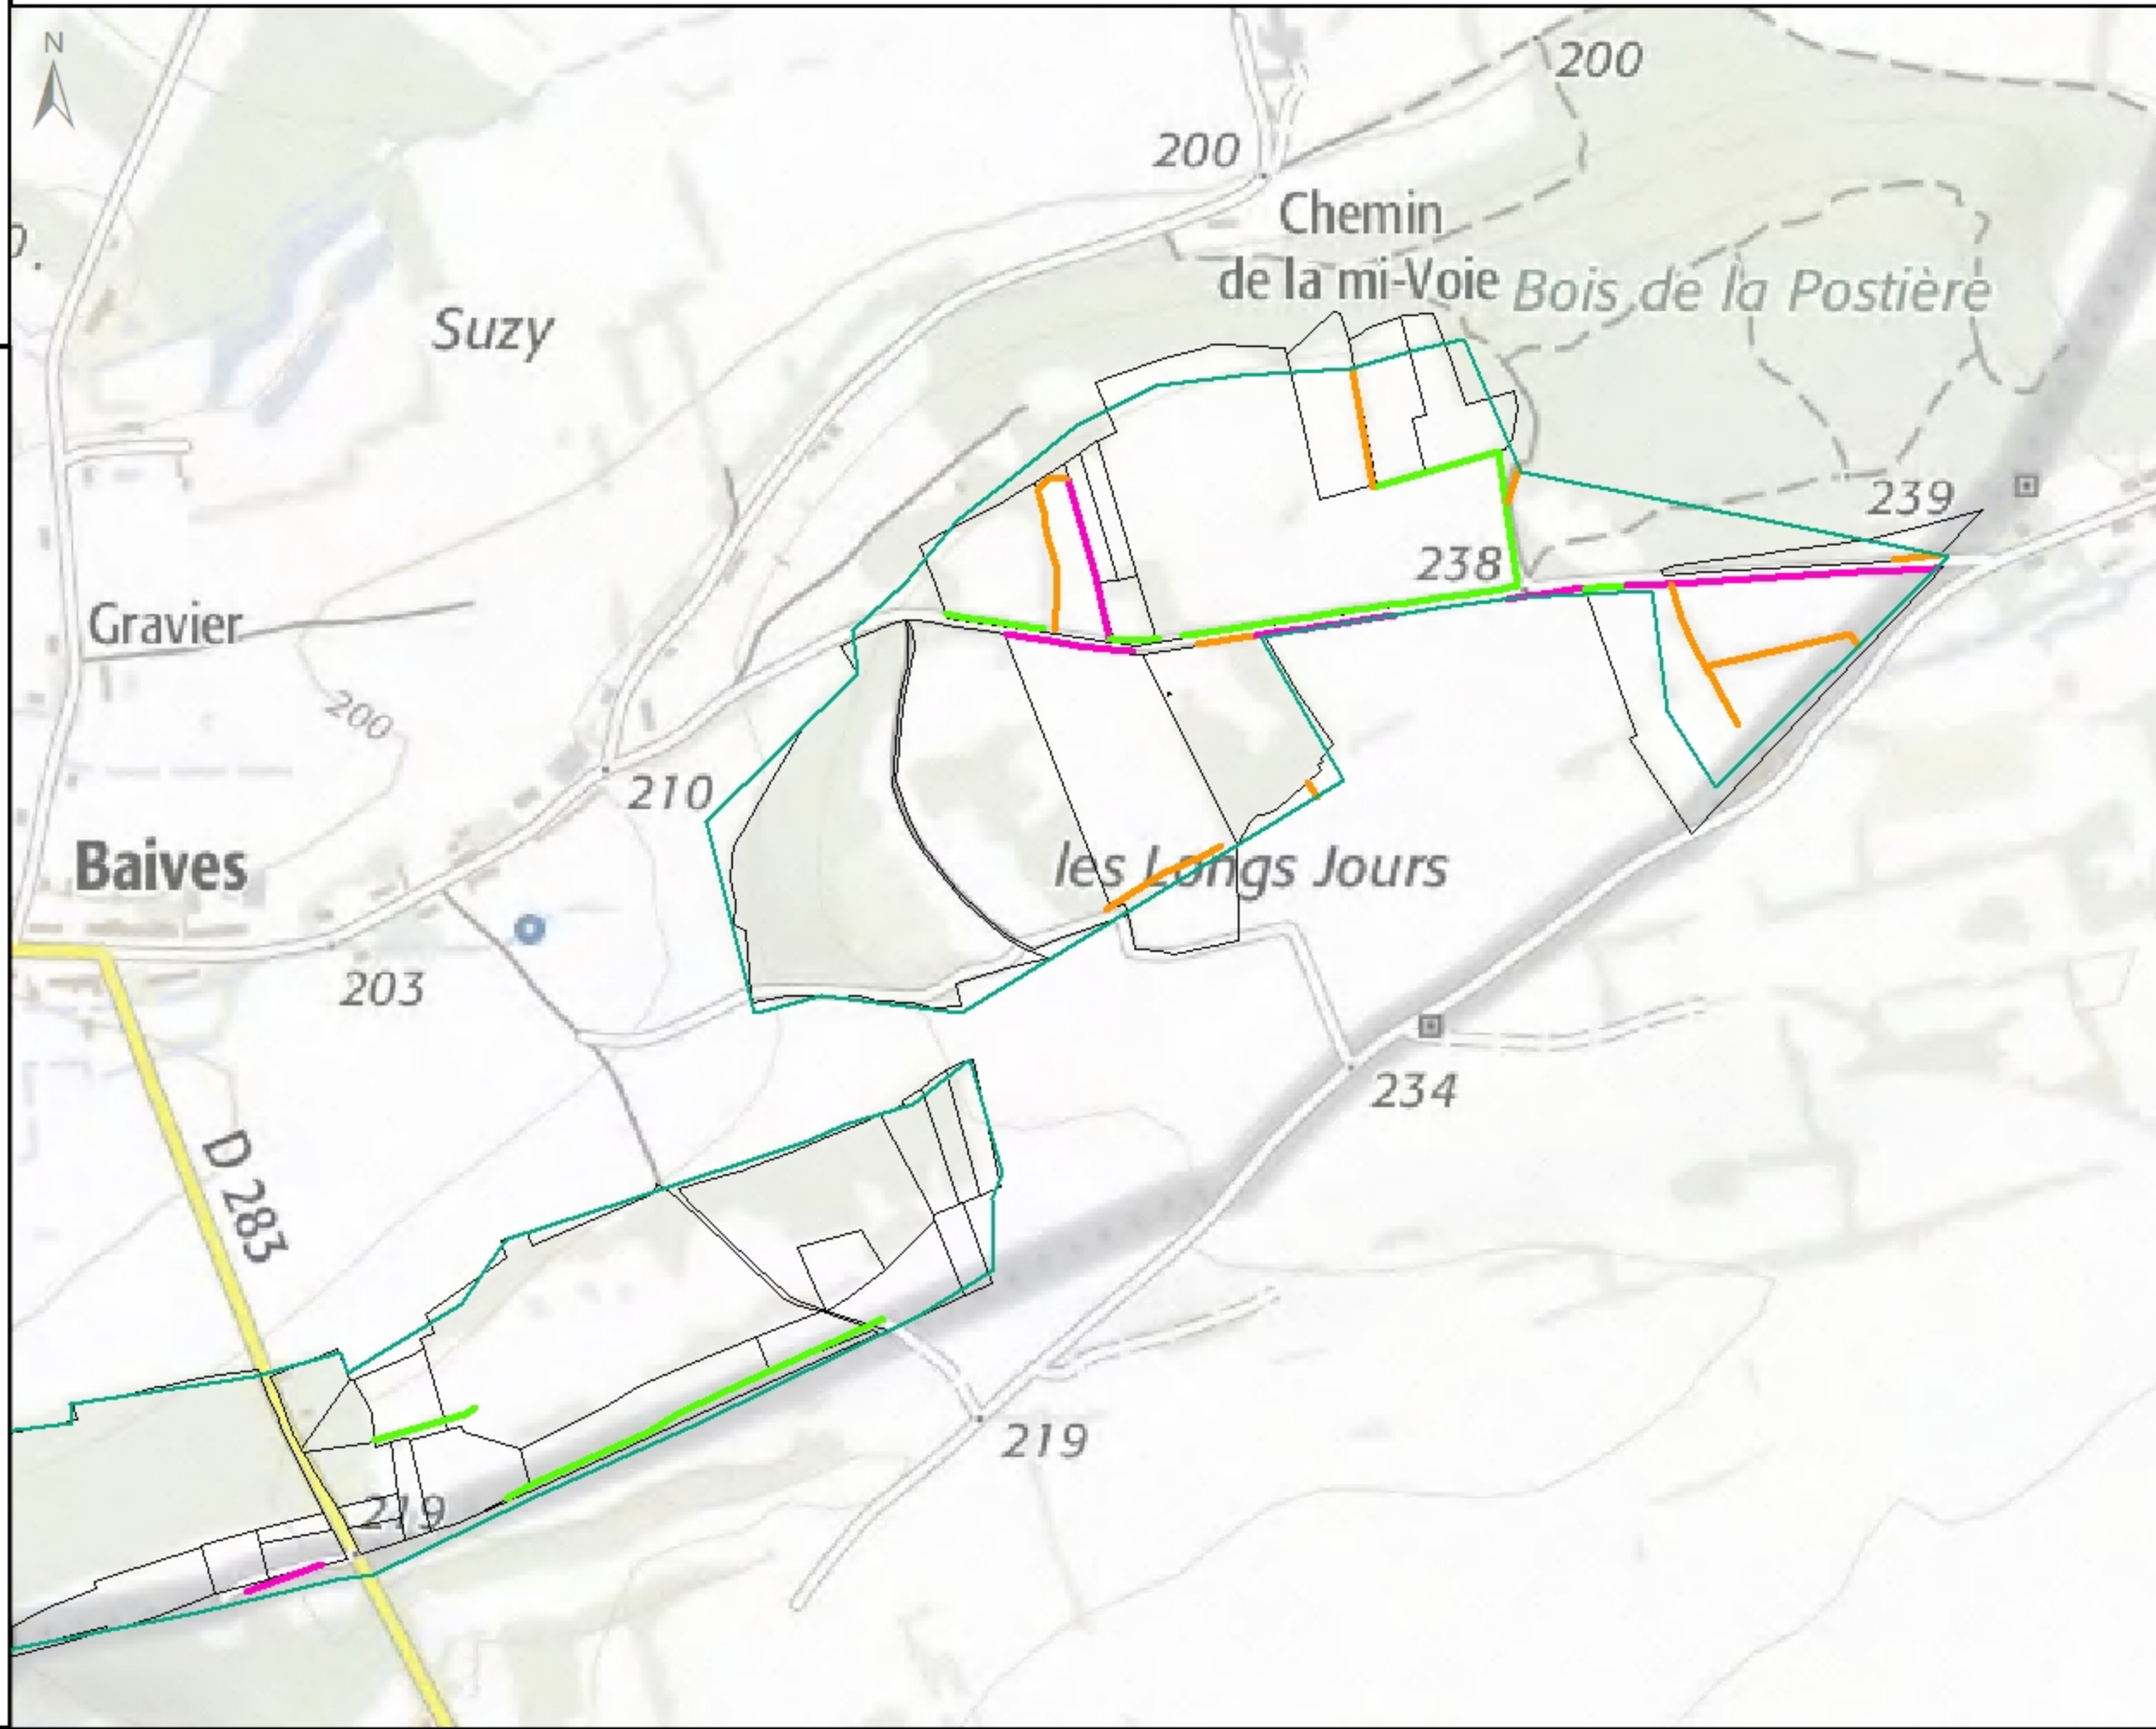 N
200
200
Chemin
de la mi-Voie
Bois de la Postière
Suzy
239
238
Gravier
200
210
Baives
les Longs Jours
203
234
D 283
219
219